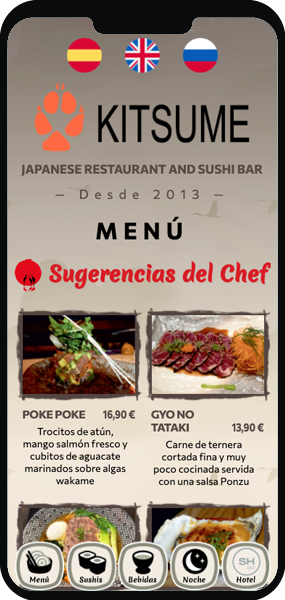 KITSUME
JAPANESE RESTAURANT AND SUSHI BAR
— Desde 2013 —
MENÚ
Sugerencias del Chef
POKE POKE 16,90 €
Trocitos de atún,
mango salmón fresco y
cubitos de aguacate
marinados sobre algas
wakame
GYO NO
TATAKI 13,90 €
Carne de ternera
cortada fina y muy
poco cocinada servida
con una salsa Ponzu
Menú
Sushis
Bebidas
Noche
SH
Hotel